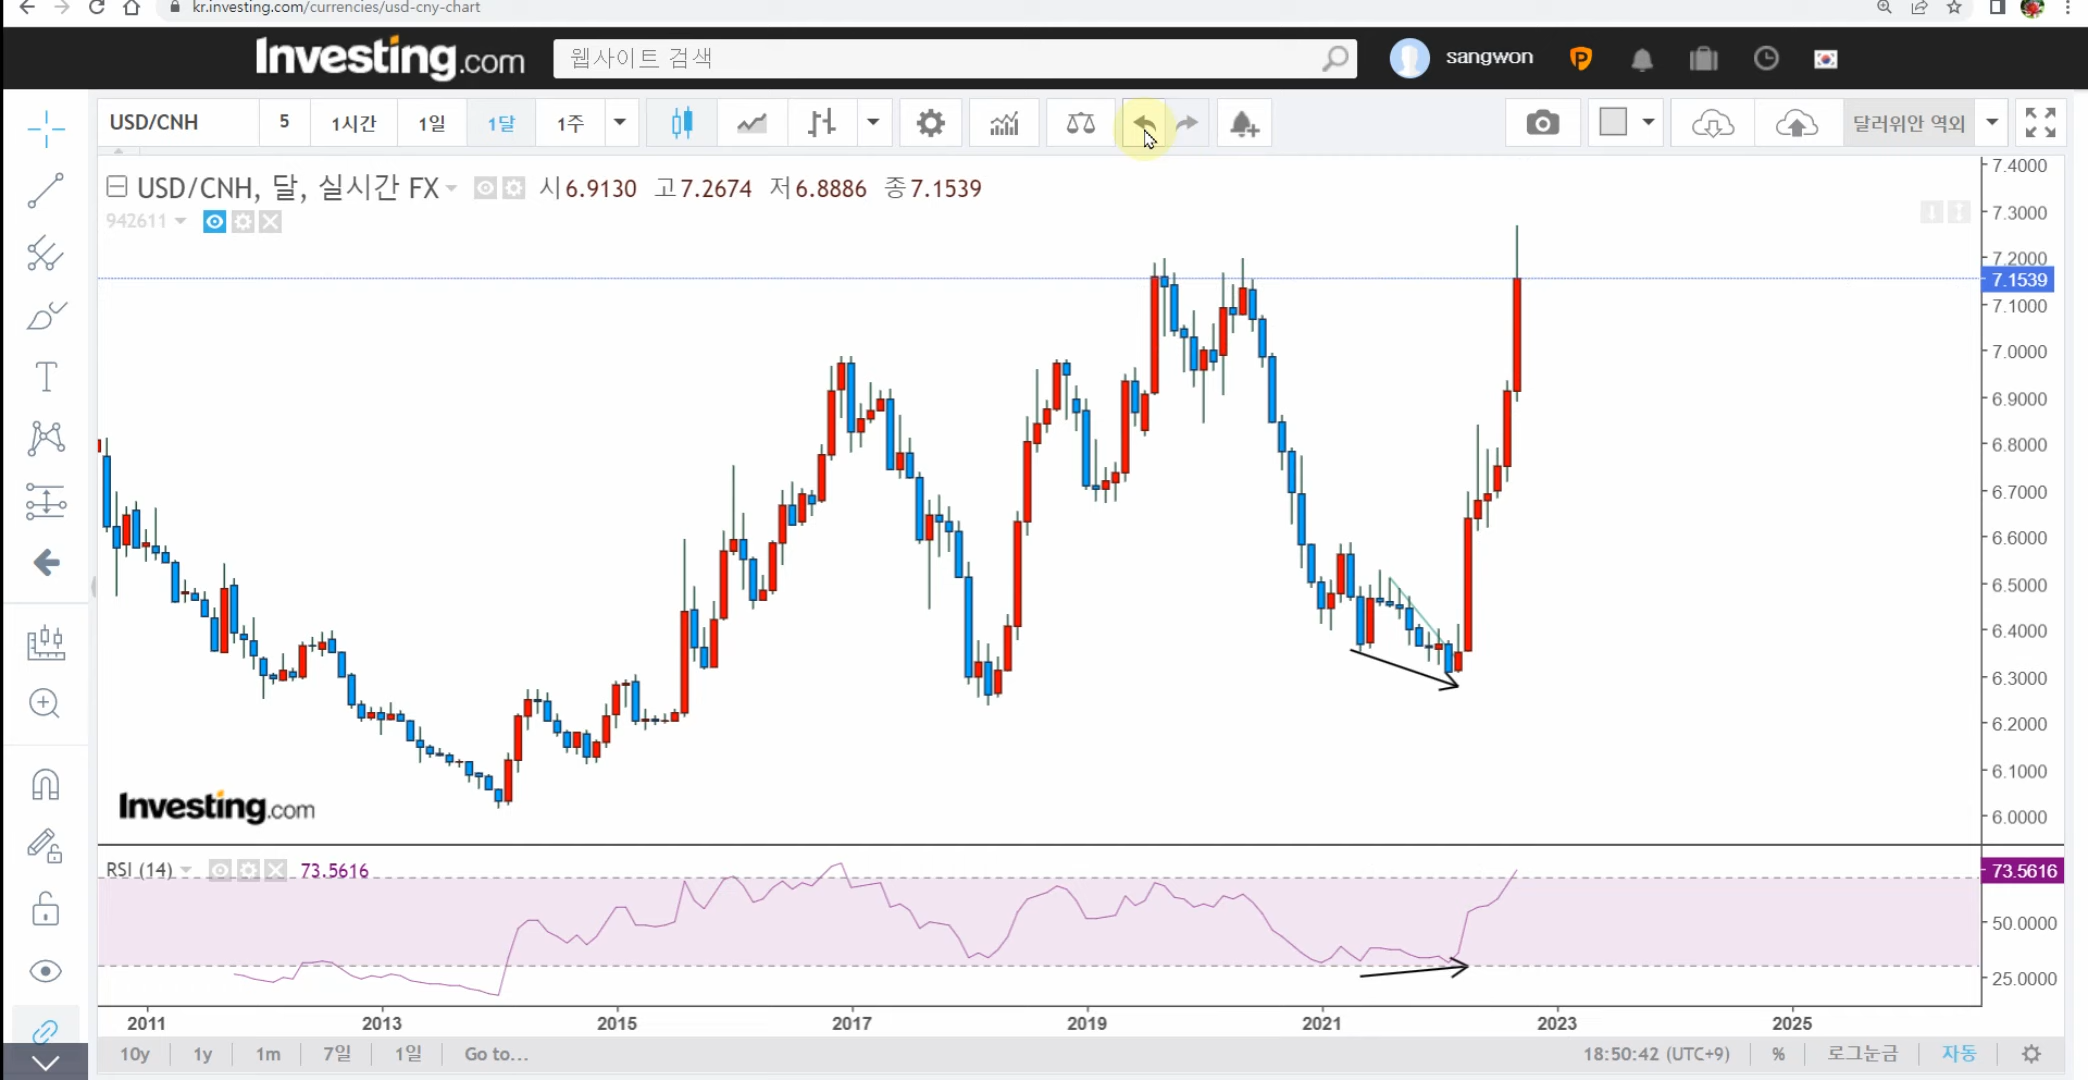 kr.investing.com/currencies/usd-cny-chart
Investing.com
웹사이트 검색
sangwon
P
USD/CNH
5
1시간
1일
1달
1주
달러위안 역외
USD/CNH, 달, 실시간 FX
시6.9130 고7.2674 저6.8886 종7.1539
942611
7.4000
7.3000
7.2000
7.1539
7.1000
7.0000
6.9000
6.8000
6.7000
6.6000
6.5000
6.4000
6.3000
6.2000
6.1000
6.0000
Investing.com
RSI (14)
73.5616
73.5616
50.0000
25.0000
2011 2013 2015 2017 2019 2021 2023 2025
10y 1y 1m 7일 1일 Go to...
18:50:42 (UTC+9) % 로그눈금 자동